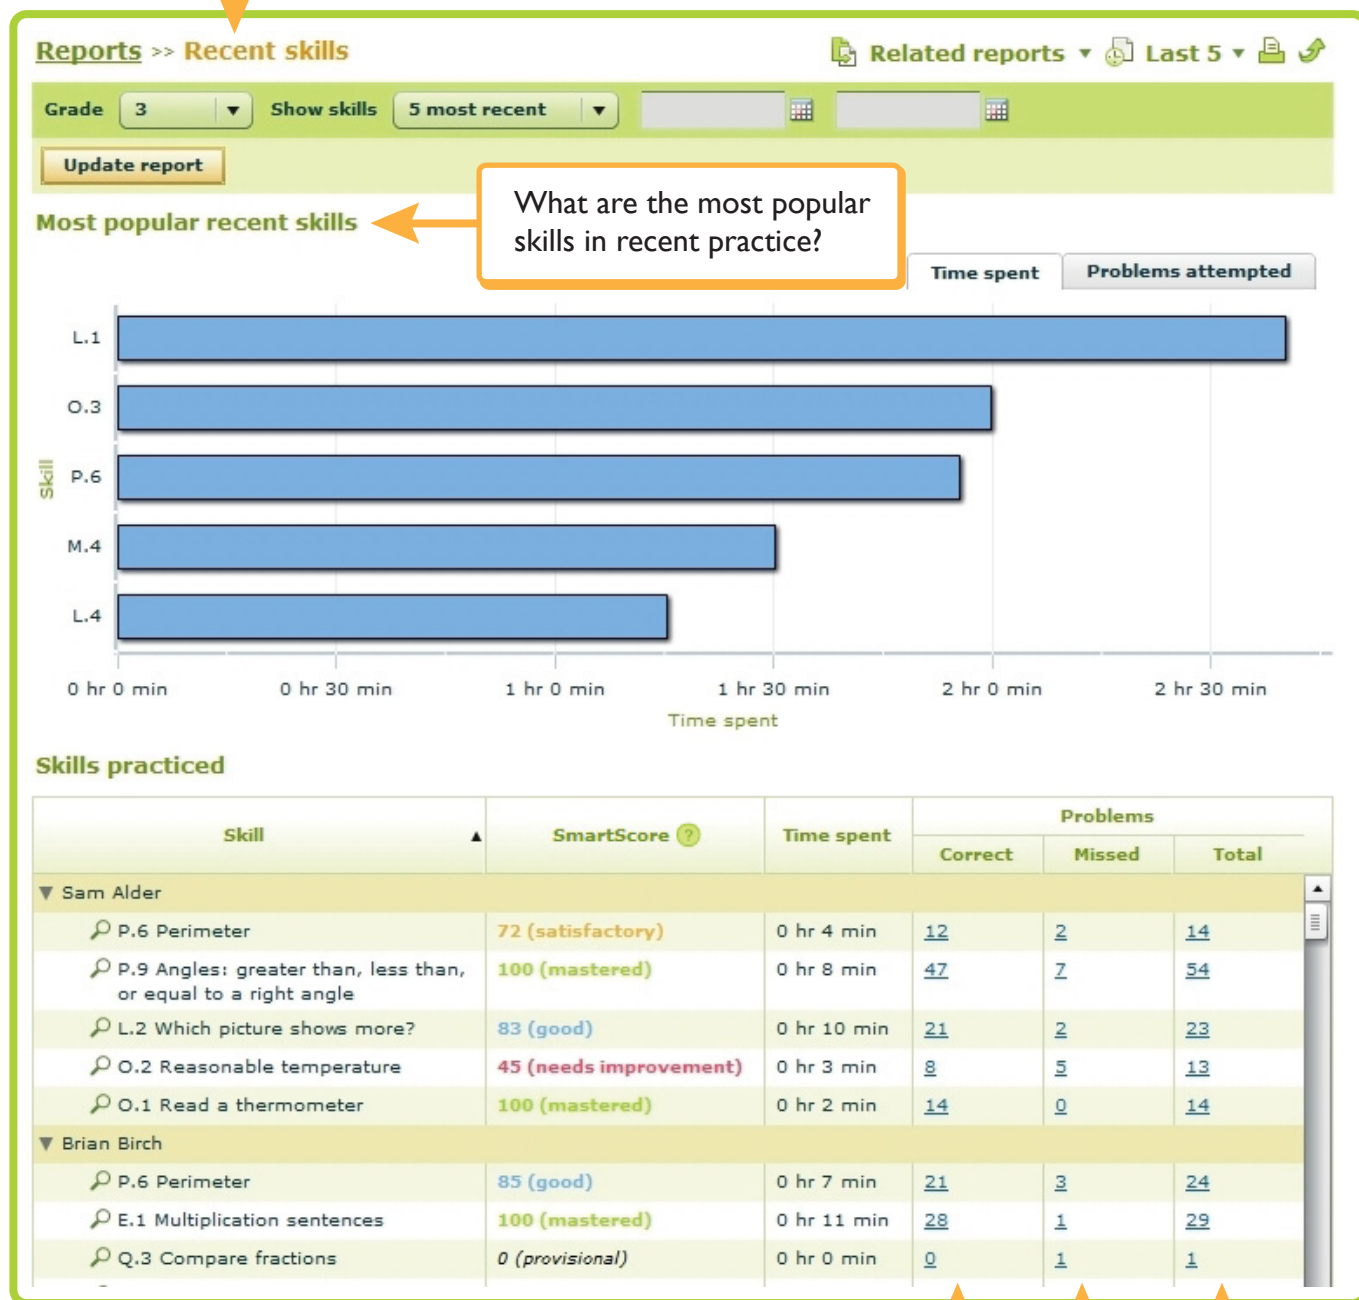 Reports >> Recent skills
Related reports
Last 5
Grade 3 Show skills 5 most recent
Update report
What are the most popular
skills in recent practice?
Most popular recent skills
Time spent Problems attempted
L.1
O.3
P.6
M.4
L.4
Skill
0 hr 0 min 0 hr 30 min 1 hr 0 min 1 hr 30 min 2 hr 0 min 2 hr 30 min
Time spent
Skills practiced
Skill SmartScore ? Time spent Problems
Correct Missed Total
Sam Alder
P.6 Perimeter 72 (satisfactory) 0 hr 4 min 12 2 14
P.9 Angles: greater than, less than, 100 (mastered) 0 hr 8 min 47 7 54
or equal to a right angle
L.2 Which picture shows more? 83 (good) 0 hr 10 min 21 2 23
O.2 Reasonable temperature 45 (needs improvement) 0 hr 3 min 8 5 13
O.1 Read a thermometer 100 (mastered) 0 hr 2 min 14 0 14
Brian Birch
P.6 Perimeter 85 (good) 0 hr 7 min 21 3 24
E.1 Multiplication sentences 100 (mastered) 0 hr 11 min 28 1 29
Q.3 Compare fractions 0 (provisional) 0 hr 0 min 0 1 1